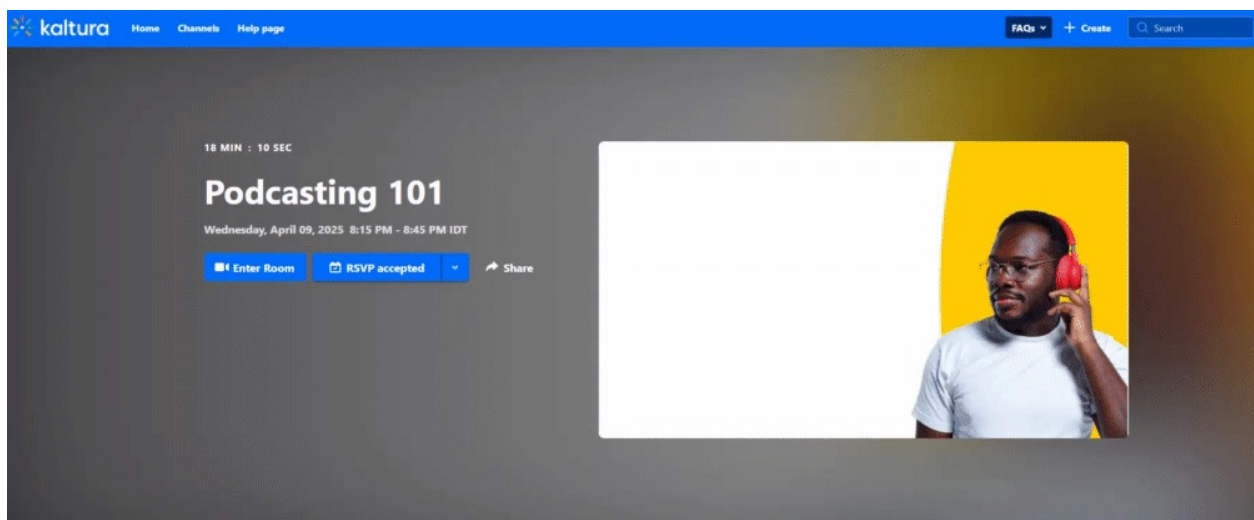 kaltura Home Channels Help page FAQs + Create Search
18 MIN : 10 SEC
Podcasting 101
Wednesday, April 09, 2025 8:15 PM - 8:45 PM IDT
Enter Room RSVP accepted Share